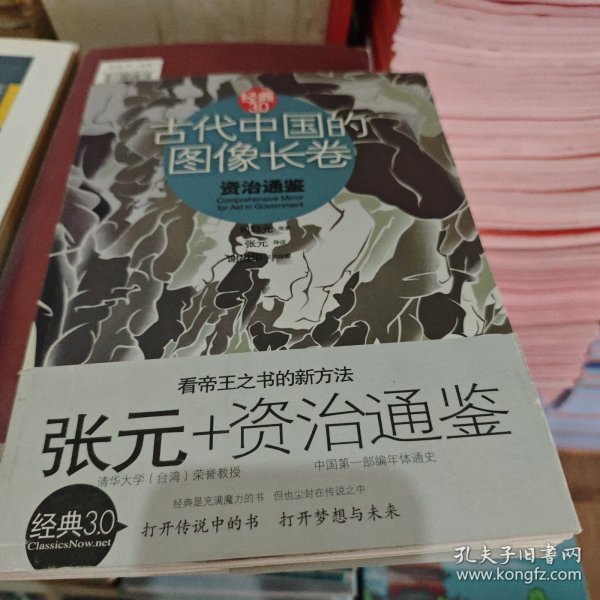 经典
3.0
古代中国的
图像长卷
资治通鉴
Comprehensive Mirror
for Aid in Government
张元 导读
看帝王之书的新方法
张元+资治通鉴
清华大学（台湾）荣誉教授 中国第一部编年体通史
经典是充满魔力的书 但也尘封在传说之中
经典3.0
ClassicsNow.net
打开传说中的书 打开梦想与未来
孔夫子旧书网
www.kongfz.com